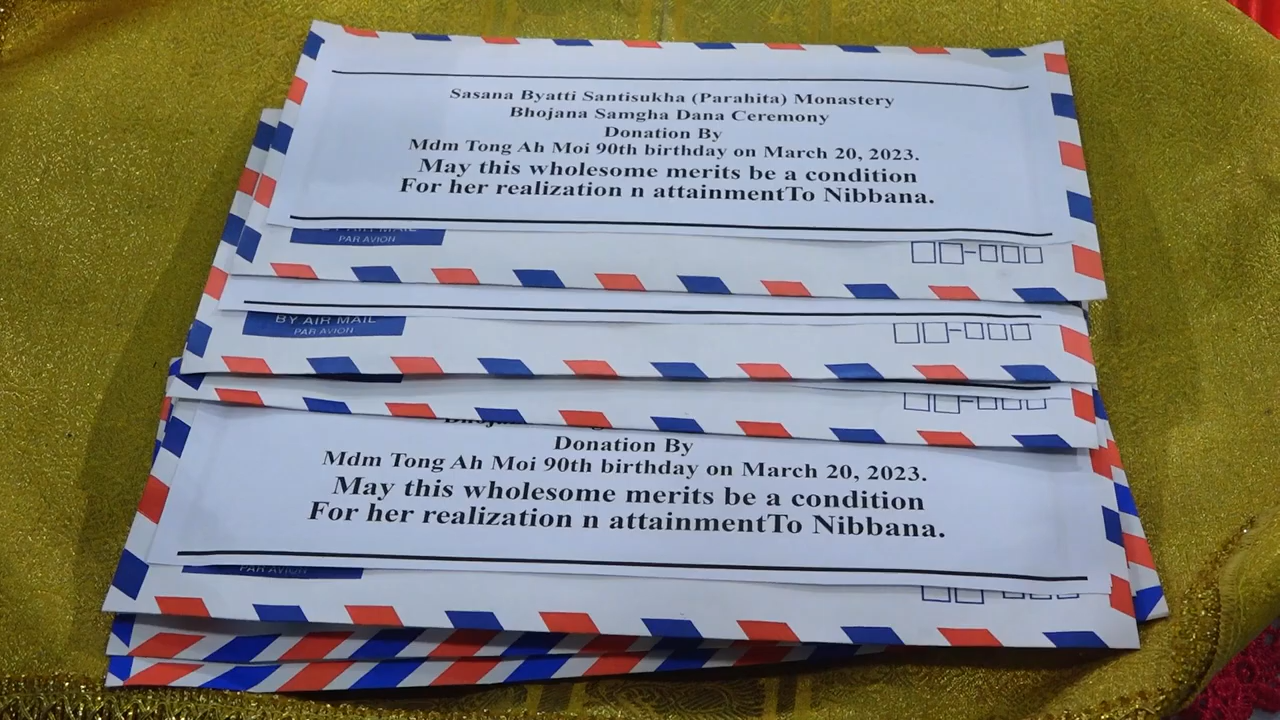 Sasana Byatti Santisukha (Parahita) Monastery
Bhojana Samgha Dana Ceremony
Donation By
Mdm Tong Ah Moi 90th birthday on March 20, 2023.
May this wholesome merits be a condition
For her realization n attainmentTo Nibbana.
BY AIR MAIL
PAR AVION
BY AIR MAIL
PAR AVION
Donation By
Mdm Tong Ah Moi 90th birthday on March 20, 2023.
May this wholesome merits be a condition
For her realization n attainmentTo Nibbana.
PAR AVION